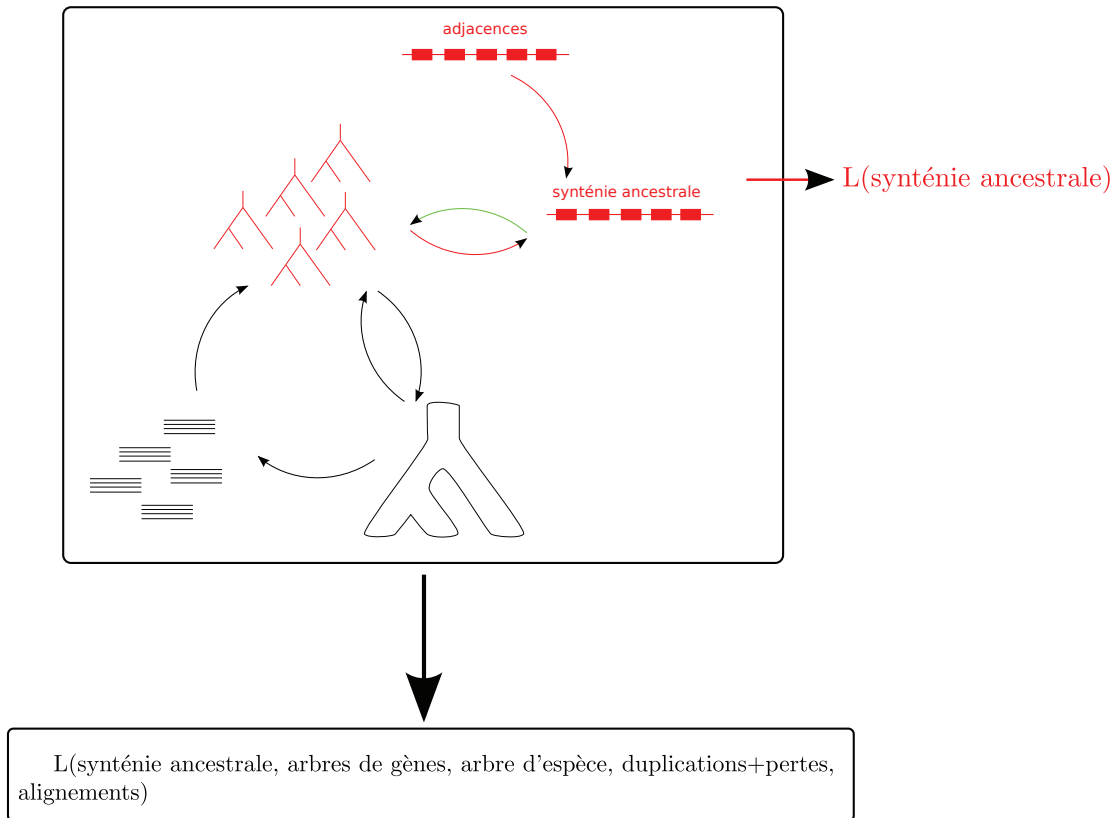 adjacences
synténie ancestrale
L(synténie ancestrale)
L(synténie ancestrale, arbres de gènes, arbre d'espèce, duplications+pertes,
alignements)